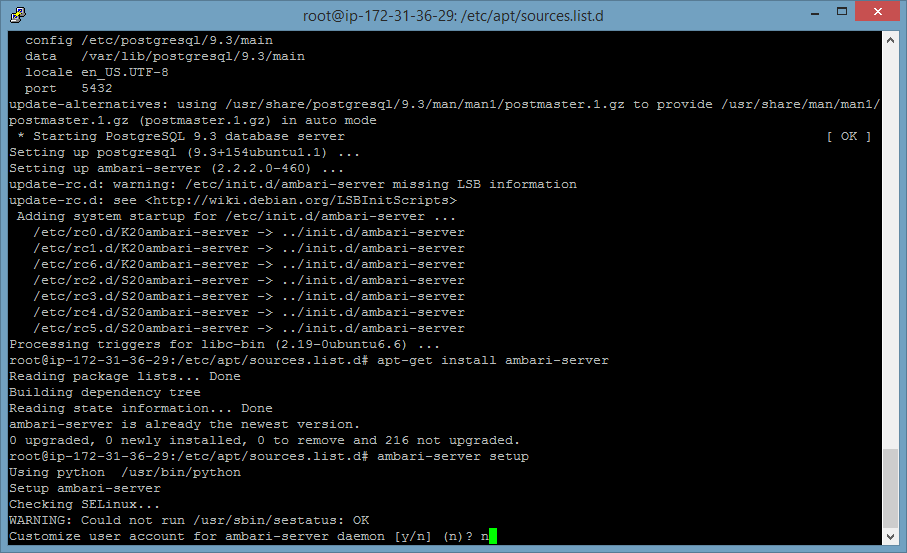 root@ip-172-31-36-29: /etc/apt/sources.list.d
  config /etc/postgresql/9.3/main
  data   /var/lib/postgresql/9.3/main
  locale en_US.UTF-8
  port   5432
update-alternatives: using /usr/share/postgresql/9.3/man/man1/postmaster.1.gz to provide /usr/share/man/man1/
postmaster.1.gz (postmaster.1.gz) in auto mode
 * Starting PostgreSQL 9.3 database server                                                            [ OK ]
Setting up postgresql (9.3+154ubuntu1.1) ...
Setting up ambari-server (2.2.2.0-460) ...
update-rc.d: warning: /etc/init.d/ambari-server missing LSB information
update-rc.d: see <http://wiki.debian.org/LSBInitScripts>
 Adding system startup for /etc/init.d/ambari-server ...
   /etc/rc0.d/K20ambari-server -> ../init.d/ambari-server
   /etc/rc1.d/K20ambari-server -> ../init.d/ambari-server
   /etc/rc6.d/K20ambari-server -> ../init.d/ambari-server
   /etc/rc2.d/S20ambari-server -> ../init.d/ambari-server
   /etc/rc3.d/S20ambari-server -> ../init.d/ambari-server
   /etc/rc4.d/S20ambari-server -> ../init.d/ambari-server
   /etc/rc5.d/S20ambari-server -> ../init.d/ambari-server
Processing triggers for libc-bin (2.19-0ubuntu6.6) ...
root@ip-172-31-36-29:/etc/apt/sources.list.d# apt-get install ambari-server
Reading package lists... Done
Building dependency tree
Reading state information... Done
ambari-server is already the newest version.
0 upgraded, 0 newly installed, 0 to remove and 216 not upgraded.
root@ip-172-31-36-29:/etc/apt/sources.list.d# ambari-server setup
Using python  /usr/bin/python
Setup ambari-server
Checking SELinux...
WARNING: Could not run /usr/sbin/sestatus: OK
Customize user account for ambari-server daemon [y/n] (n)? n